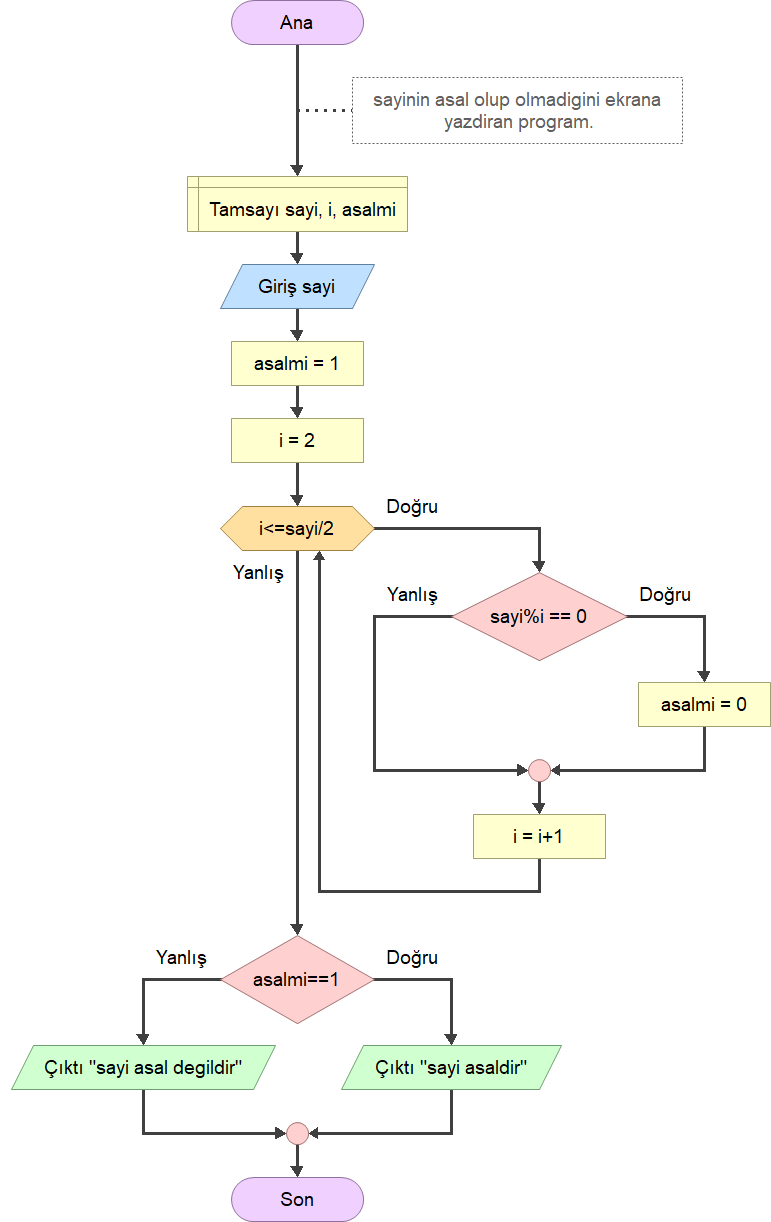 Ana
sayinin asal olup olmadigini ekrana
yazdiran program.
Tamsayı sayi, i, asalmi
Giriş sayi
asalmi = 1
i = 2
i<=sayi/2
Doğru
Yanlış
sayi%i == 0
Yanlış
Doğru
asalmi = 0
i = i+1
asalmi==1
Yanlış
Doğru
Çıktı "sayi asal degildir"
Çıktı "sayi asaldir"
Son